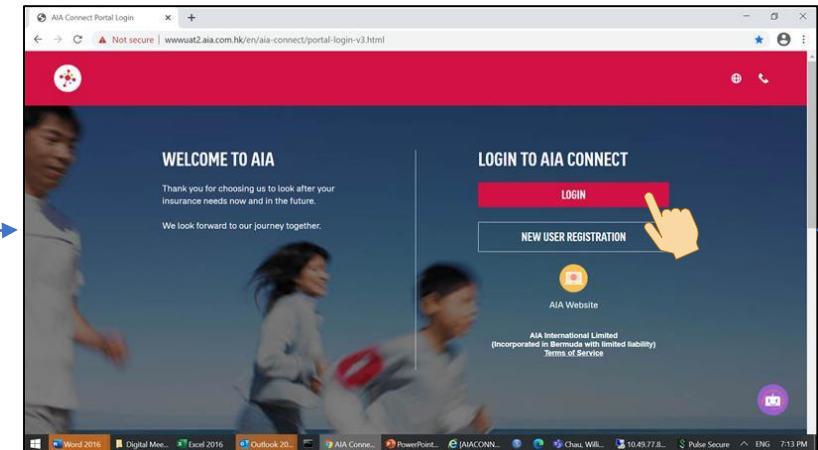 AIA Connect Portal Login
Not secure | wwwuat2.aia.com.hk/en/aia-connect/portal-login-v3.html
WELCOME TO AIA
Thank you for choosing us to look after your
insurance needs now and in the future.
We look forward to our journey together.
LOGIN TO AIA CONNECT
LOGIN
NEW USER REGISTRATION
AIA Website
AIA International Limited
(Incorporated in Bermuda with limited liability)
Terms of Service
Word 2016 Digital Mee... Excel 2016 Outlook 20... AIA Conne... PowerPoint... [AIACONN... Chau, Willi... 10.49.77.8... Pulse Secure ENG 7:13 PM